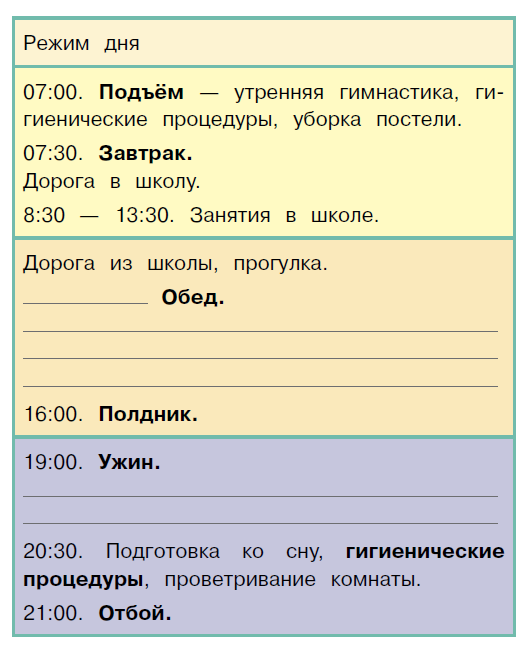 Режим дня
07:00. Подъём — утренняя гимнастика, ги-
гиенические процедуры, уборка постели.
07:30. Завтрак.
Дорога в школу.
8:30 — 13:30. Занятия в школе.
Дорога из школы, прогулка.
Обед.
16:00. Полдник.
19:00. Ужин.
20:30. Подготовка ко сну, гигиенические
процедуры, проветривание комнаты.
21:00. Отбой.